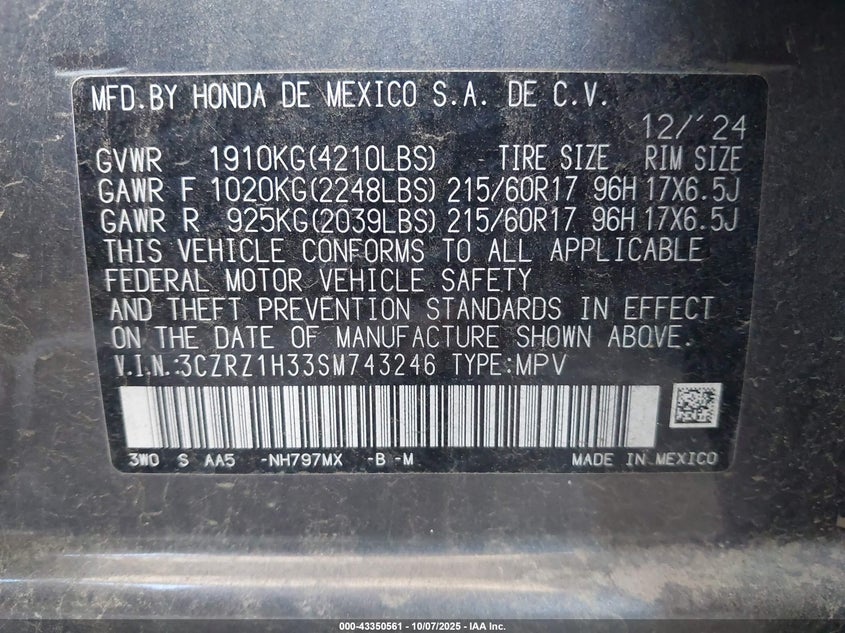 MFD.BY HONDA DE MEXICO S.A. DE C.V.
12/'24
GVWR 1910KG(4210LBS) TIRE SIZE RIM SIZE
GAWR F 1020KG(2248LBS) 215/60R17 96H 17X6.5J
GAWR R 925KG(2039LBS) 215/60R17 96H 17X6.5J
THIS VEHICLE CONFORMS TO ALL APPLICABLE
FEDERAL MOTOR VEHICLE SAFETY
AND THEFT PREVENTION STANDARDS IN EFFECT
ON THE DATE OF MANUFACTURE SHOWN ABOVE.
V.I.N.:3CZRZ1H33SM743246 TYPE:MPV
3W0 S AA5 -NH797MX -B -M MADE IN MEXICO
000-43350561 - 10/07/2025 - IAA Inc.